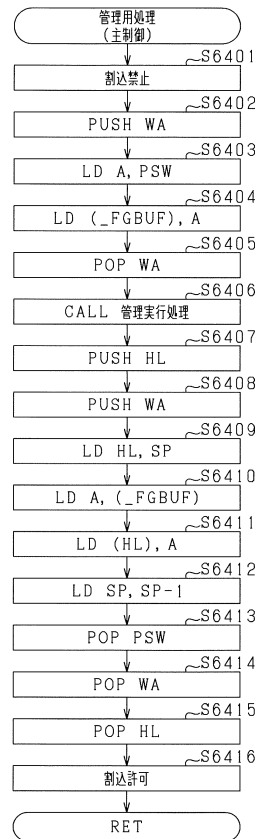 管理用処理
(主制御)
S6401
割込禁止
S6402
PUSH WA
S6403
LD A, PSW
S6404
LD (_FGBUF), A
S6405
POP WA
S6406
CALL 管理実行処理
S6407
PUSH HL
S6408
PUSH WA
S6409
LD HL, SP
S6410
LD A, (_FGBUF)
S6411
LD (HL), A
S6412
LD SP, SP-1
S6413
POP PSW
S6414
POP WA
S6415
POP HL
S6416
割込許可
RET